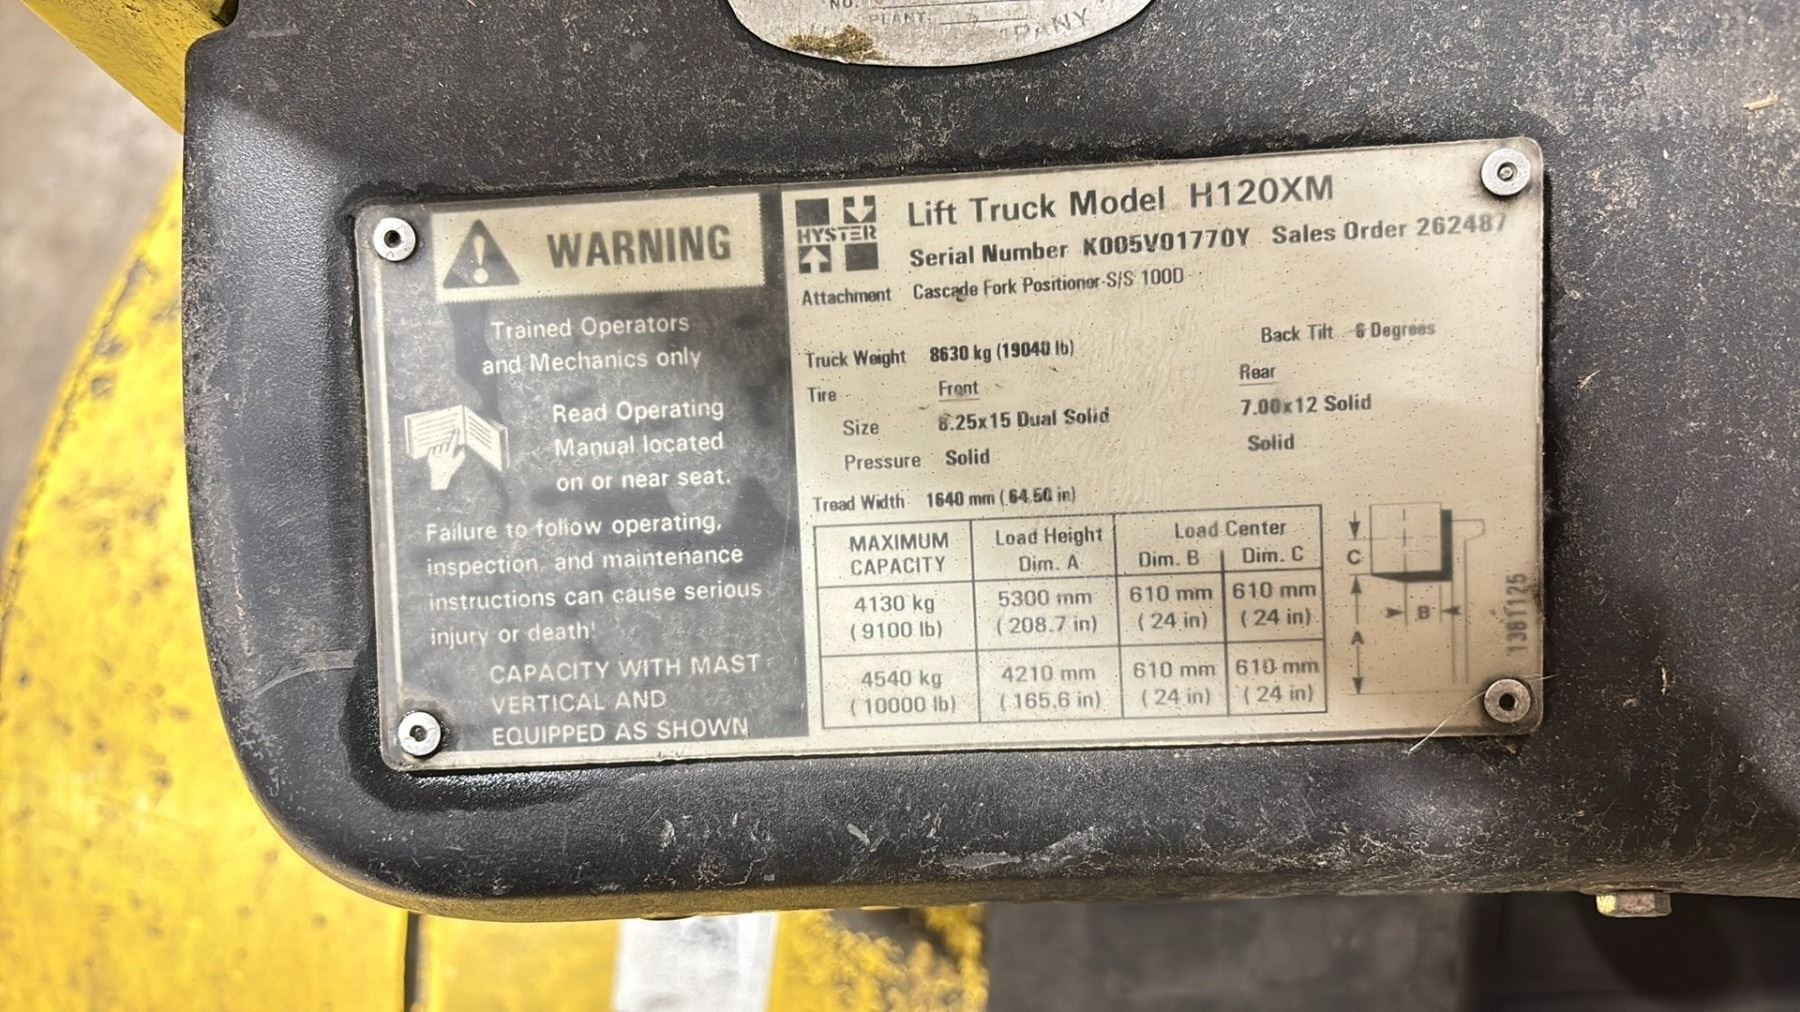 NO.
PLANT.
PANY
WARNING
Trained Operators
and Mechanics only
Read Operating
Manual located
on or near seat.
Failure to follow operating,
inspection and maintenance
instructions can cause serious
injury or death!
CAPACITY WITH MAST
VERTICAL AND
EQUIPPED AS SHOWN
HYSTER
Lift Truck Model H120XM
Serial Number K005V01770Y Sales Order 262487
Attachment Cascade Fork Positioner-S/S 100D
Truck Weight 8630 kg (19040 lb) Back Tilt 6 Degrees
Tire Front Rear
Size 8.25x15 Dual Solid 7.00x12 Solid
Pressure Solid Solid
Tread Width 1640 mm ( 64.50 in)
MAXIMUM CAPACITY Load Height Dim. A Load Center Dim. B Dim. C
4130 kg 5300 mm 610 mm 610 mm
( 9100 lb) ( 208.7 in) ( 24 in) ( 24 in)
4540 kg 4210 mm 610 mm 610 mm
( 10000 lb) ( 165.6 in) ( 24 in) ( 24 in)
C
B
A
1381125